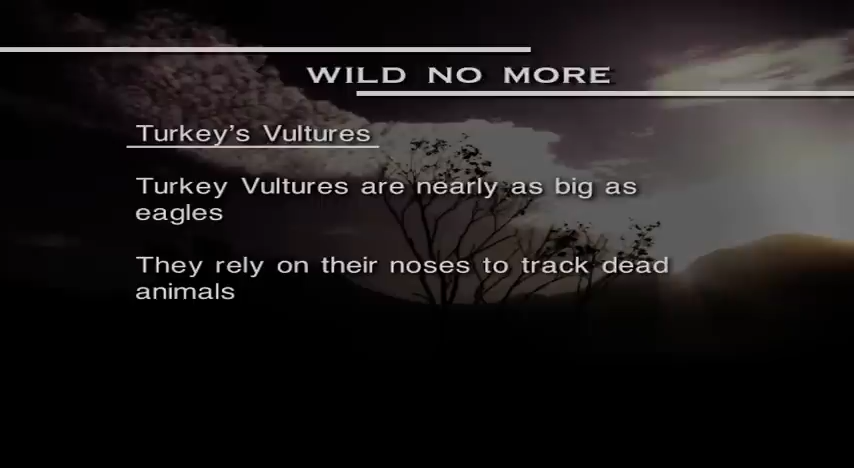 WILD NO MORE
Turkey's Vultures
Turkey Vultures are nearly as big as
eagles
They rely on their noses to track dead
animals